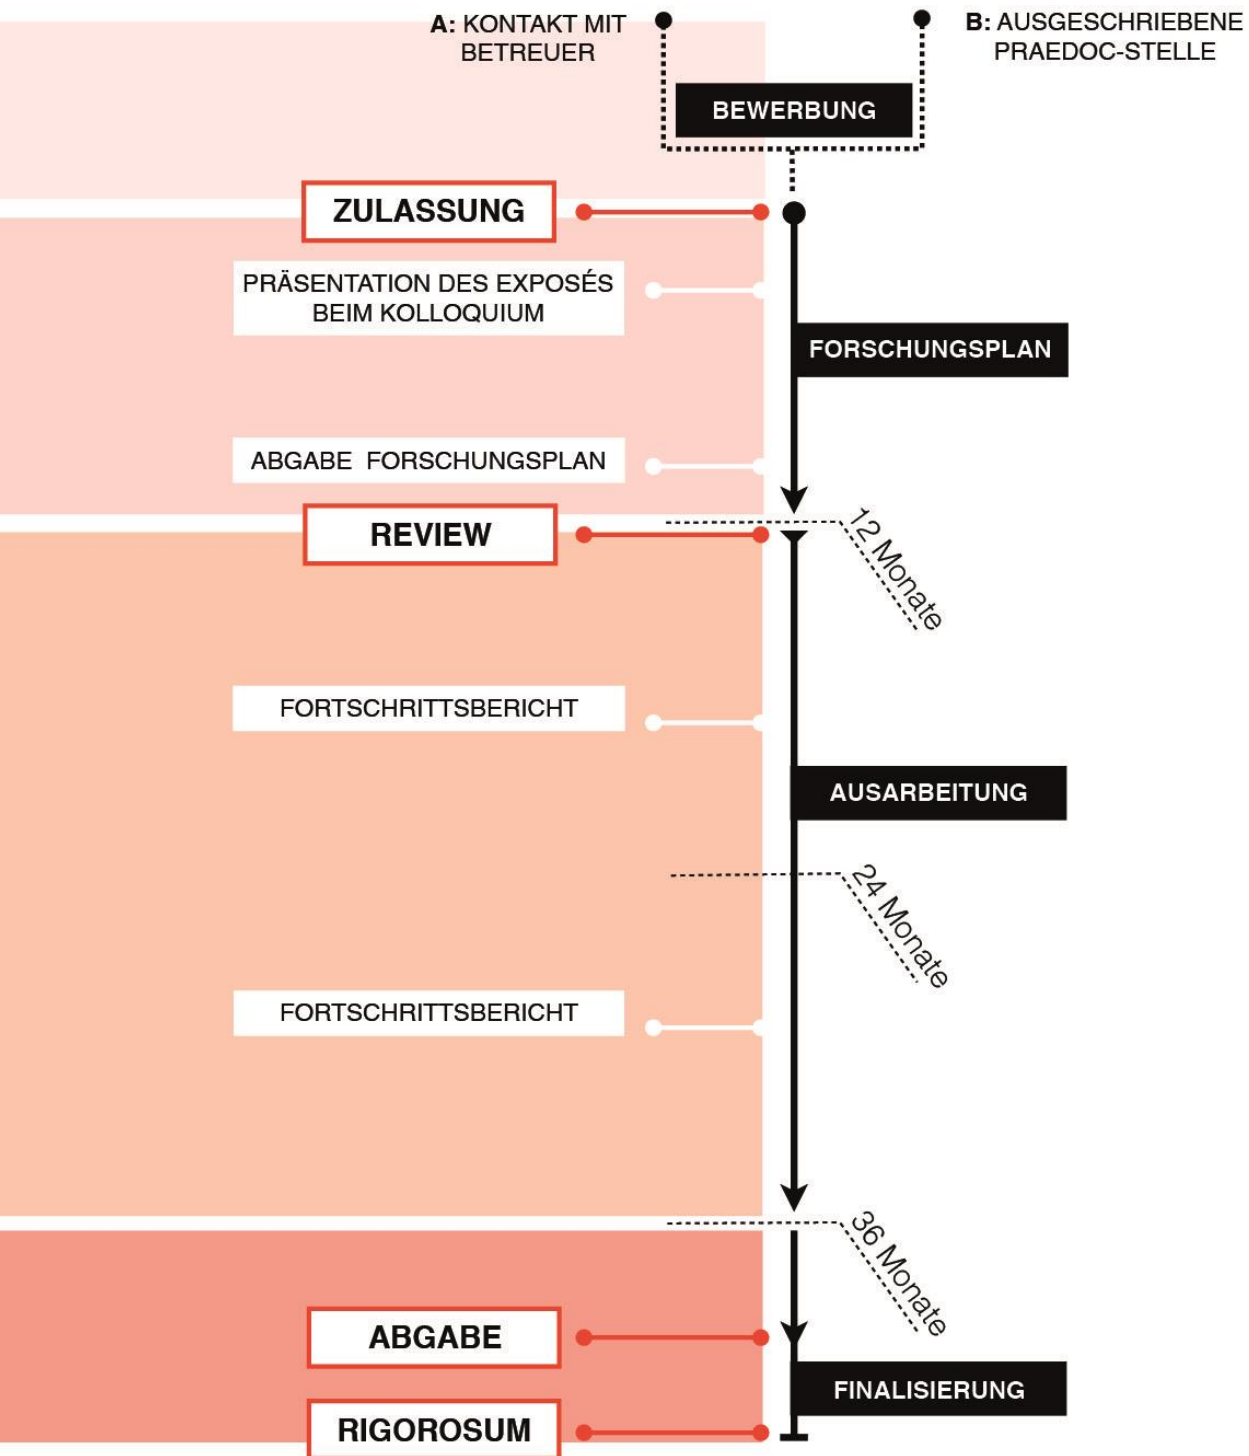 A: KONTAKT MIT
BETREUER
B: AUSGESCHRIEBENE
PRAEDOC-STELLE
BEWERBUNG
ZULASSUNG
PRÄSENTATION DES EXPOSÉS
BEIM KOLLOQUIUM
FORSCHUNGSPLAN
ABGABE FORSCHUNGSPLAN
REVIEW
12 Monate
FORTSCHRITTSBERICHT
AUSARBEITUNG
24 Monate
FORTSCHRITTSBERICHT
36 Monate
ABGABE
FINALISIERUNG
RIGOROSUM